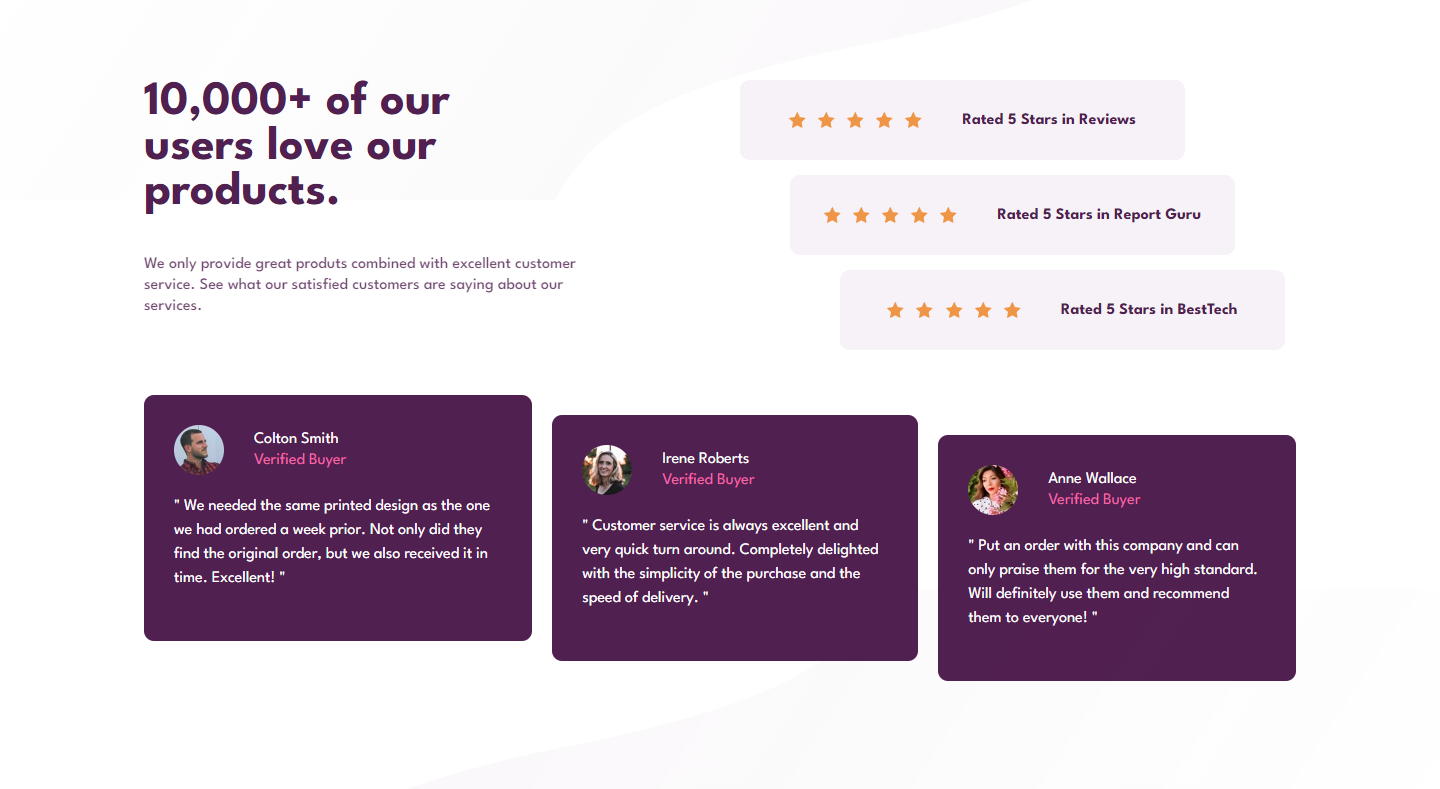 10,000+ of our
users love our
products.
We only provide great produts combined with excellent customer
service. See what our satisfied customers are saying about our
services.
Rated 5 Stars in Reviews
Rated 5 Stars in Report Guru
Rated 5 Stars in BestTech
Colton Smith
Verified Buyer
" We needed the same printed design as the one
we had ordered a week prior. Not only did they
find the original order, but we also received it in
time. Excellent! "
Irene Roberts
Verified Buyer
" Customer service is always excellent and
very quick turn around. Completely delighted
with the simplicity of the purchase and the
speed of delivery. "
Anne Wallace
Verified Buyer
" Put an order with this company and can
only praise them for the very high standard.
Will definitely use them and recommend
them to everyone! "